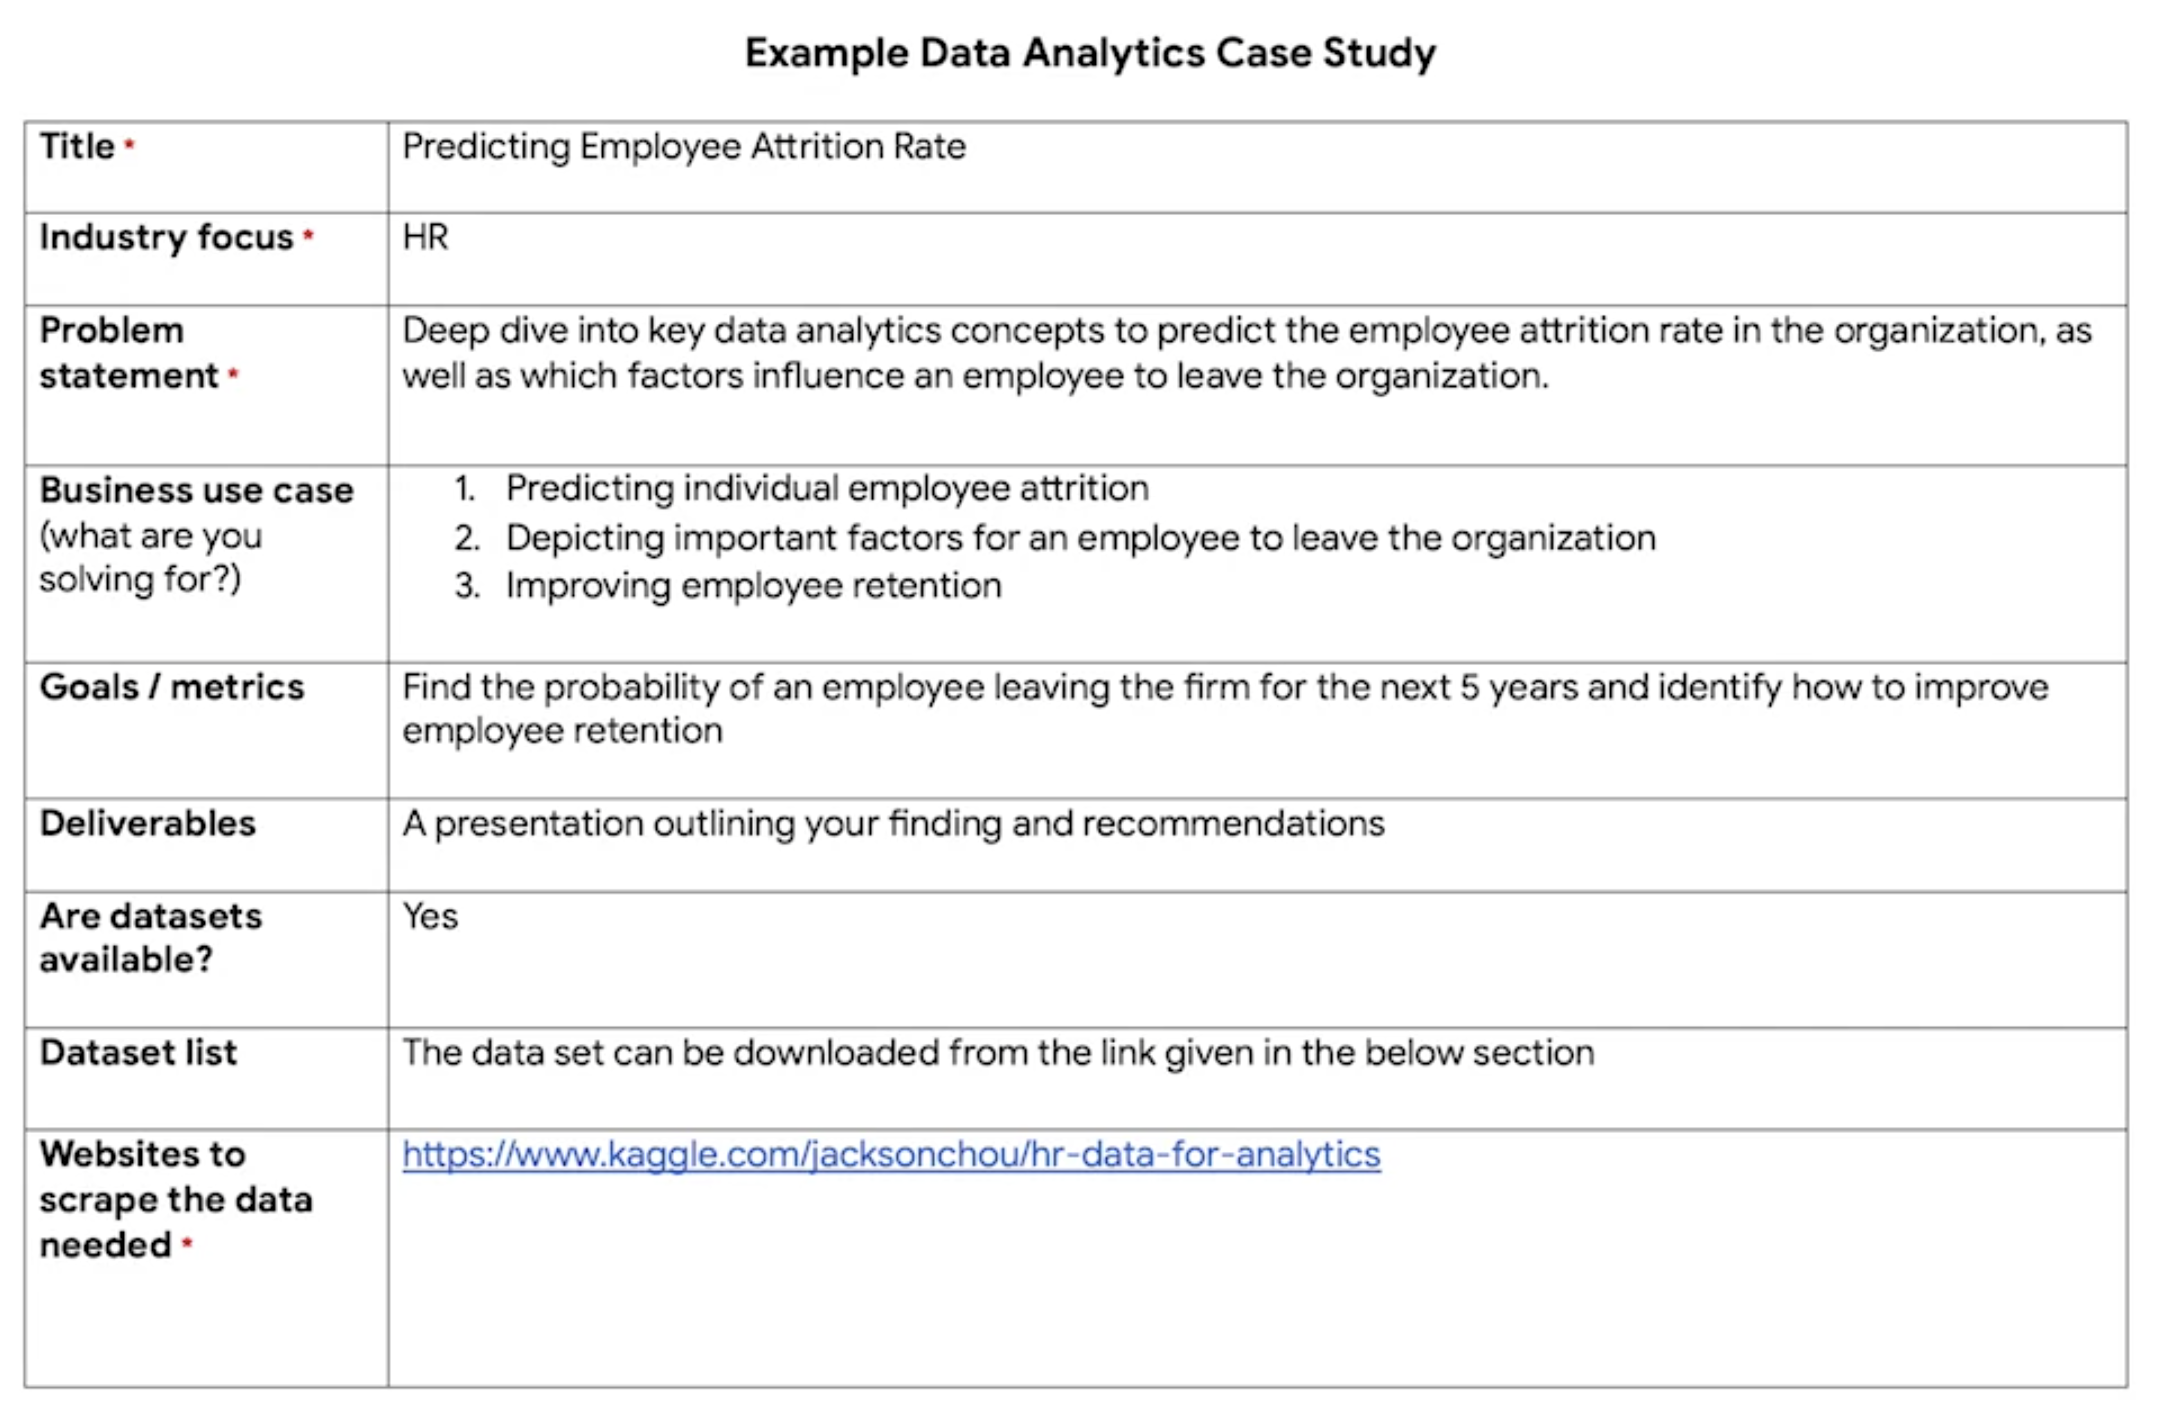 Example Data Analytics Case Study
Title *
Predicting Employee Attrition Rate
Industry focus *
HR
Problem
statement *
Deep dive into key data analytics concepts to predict the employee attrition rate in the organization, as
well as which factors influence an employee to leave the organization.
Business use case
(what are you
solving for?)
1. Predicting individual employee attrition
2. Depicting important factors for an employee to leave the organization
3. Improving employee retention
Goals / metrics
Find the probability of an employee leaving the firm for the next 5 years and identify how to improve
employee retention
Deliverables
A presentation outlining your finding and recommendations
Are datasets
available?
Yes
Dataset list
The data set can be downloaded from the link given in the below section
Websites to
scrape the data
needed *
https://www.kaggle.com/jacksonchou/hr-data-for-analytics